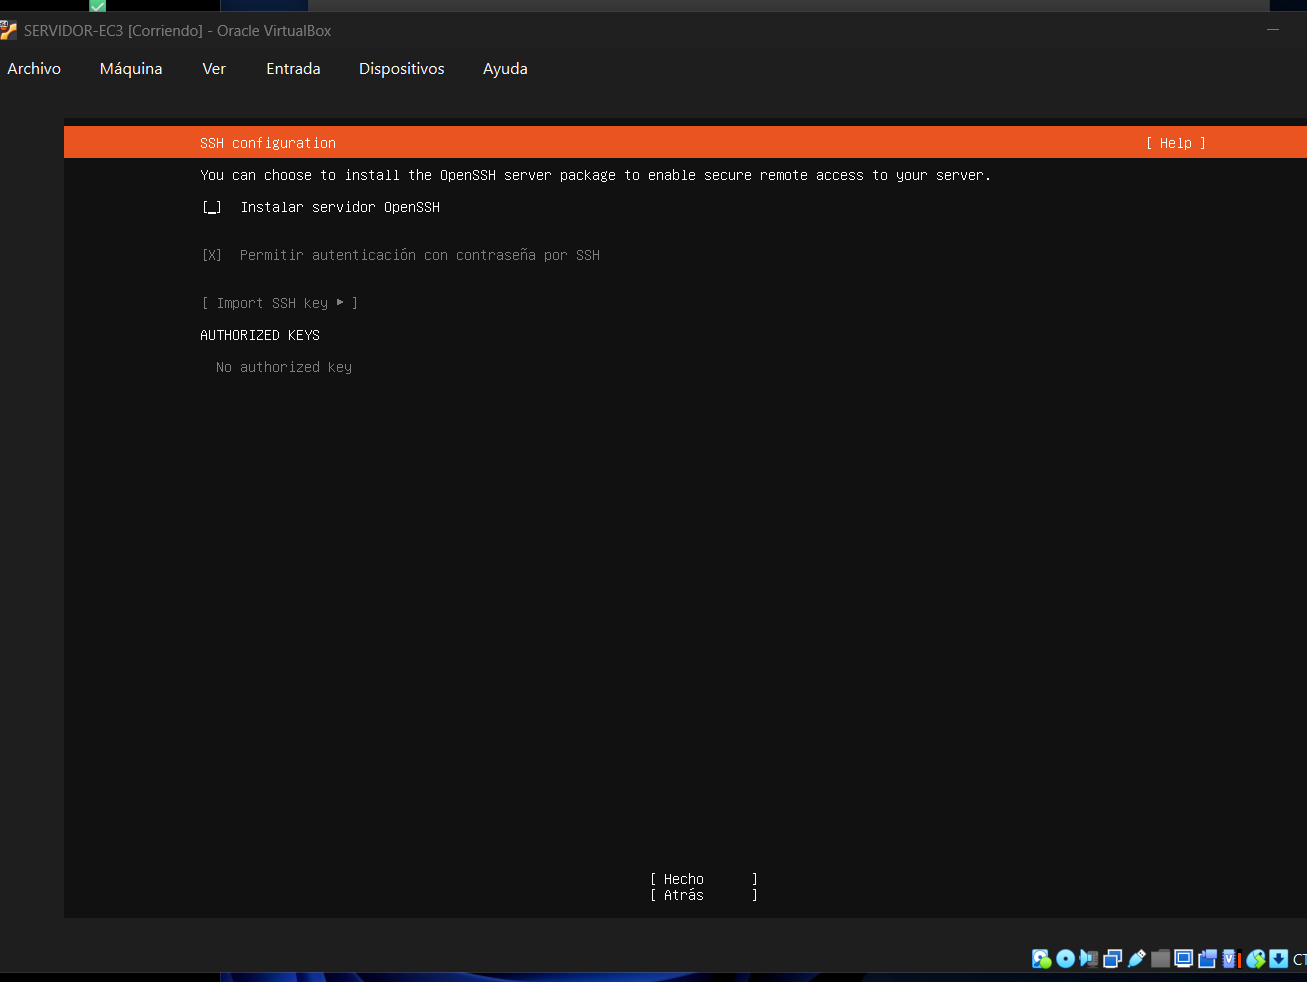 SERVIDOR-EC3 [Corriendo] - Oracle VirtualBox
Archivo Máquina Ver Entrada Dispositivos Ayuda
SSH configuration [ Help ]
You can choose to install the OpenSSH server package to enable secure remote access to your server.
[_] Instalar servidor OpenSSH
[X] Permitir autenticación con contraseña por SSH
[ Import SSH key ▸ ]
AUTHORIZED KEYS
No authorized key
[ Hecho ]
[ Atrás ]